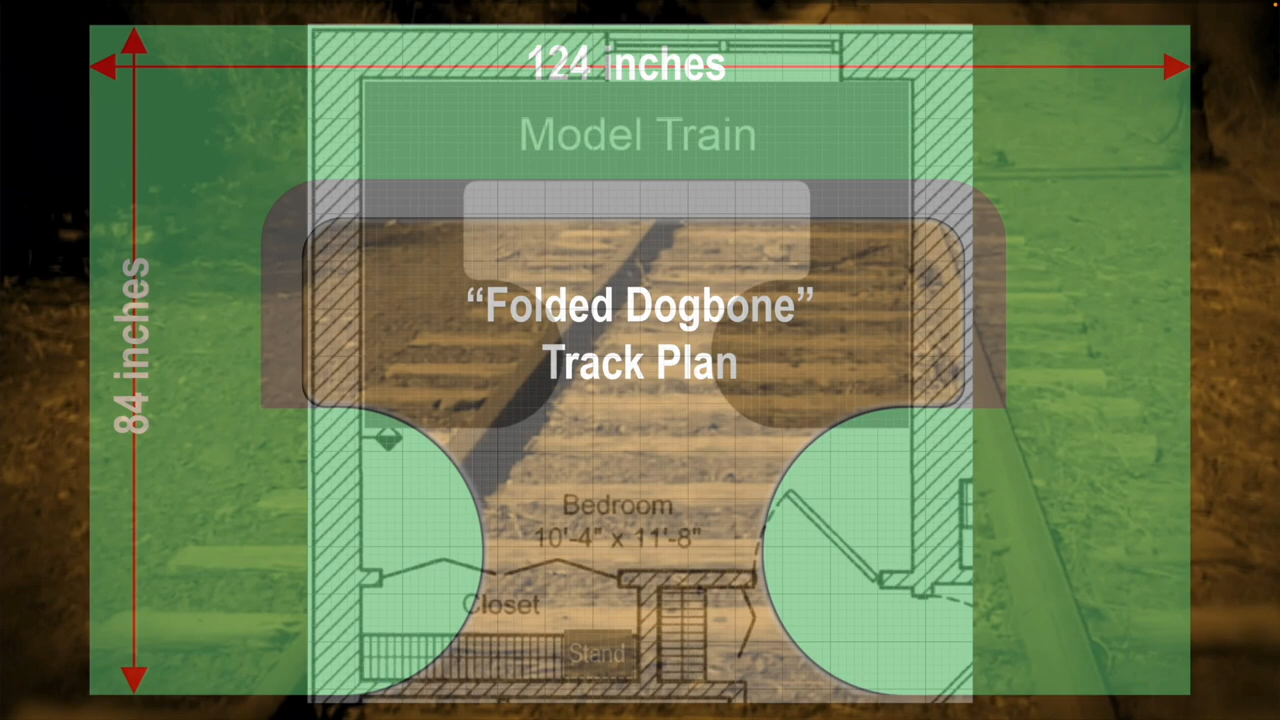 124 inches
Model Train
84 inches
“Folded Dogbone”
Track Plan
Bedroom
10'-4" x 11'-8"
Closet
Stand